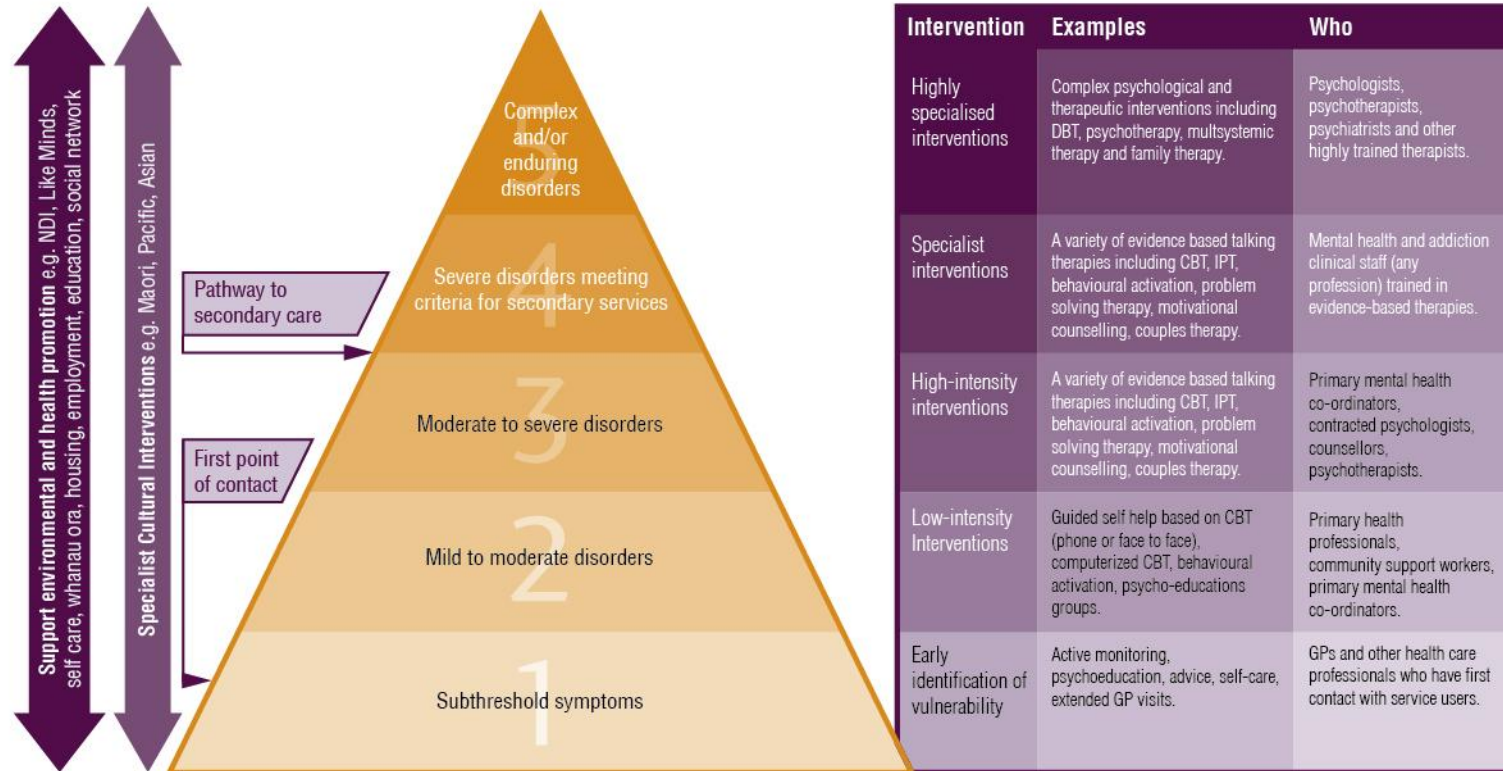 Support environmental and health promotion e.g. NDI, Like Minds,
self care, whanau ora, housing, employment, education, social network
Specialist Cultural Interventions e.g. Maori, Pacific, Asian
Pathway to
secondary care
First point
of contact
5
Complex
and/or
enduring
disorders
4
Severe disorders meeting
criteria for secondary services
3
Moderate to severe disorders
2
Mild to moderate disorders
1
Subthreshold symptoms
Intervention Examples Who
Highly
specialised
interventions
Complex psychological and
therapeutic interventions including
DBT, psychotherapy, multsystemic
therapy and family therapy.
Psychologists,
psychotherapists,
psychiatrists and other
highly trained therapists.
Specialist
interventions
A variety of evidence based talking
therapies including CBT, IPT,
behavioural activation, problem
solving therapy, motivational
counselling, couples therapy.
Mental health and addiction
clinical staff (any
profession) trained in
evidence-based therapies.
High-intensity
interventions
A variety of evidence based talking
therapies including CBT, IPT,
behavioural activation, problem
solving therapy, motivational
counselling, couples therapy.
Primary mental health
co-ordinators,
contracted psychologists,
counsellors,
psychotherapists.
Low-intensity
Interventions
Guided self help based on CBT
(phone or face to face),
computerized CBT, behavioural
activation, psycho-educations
groups.
Primary health
professionals,
community support workers,
primary mental health
co-ordinators.
Early
identification of
vulnerability
Active monitoring,
psychoeducation, advice, self-care,
extended GP visits.
GPs and other health care
professionals who have first
contact with service users.